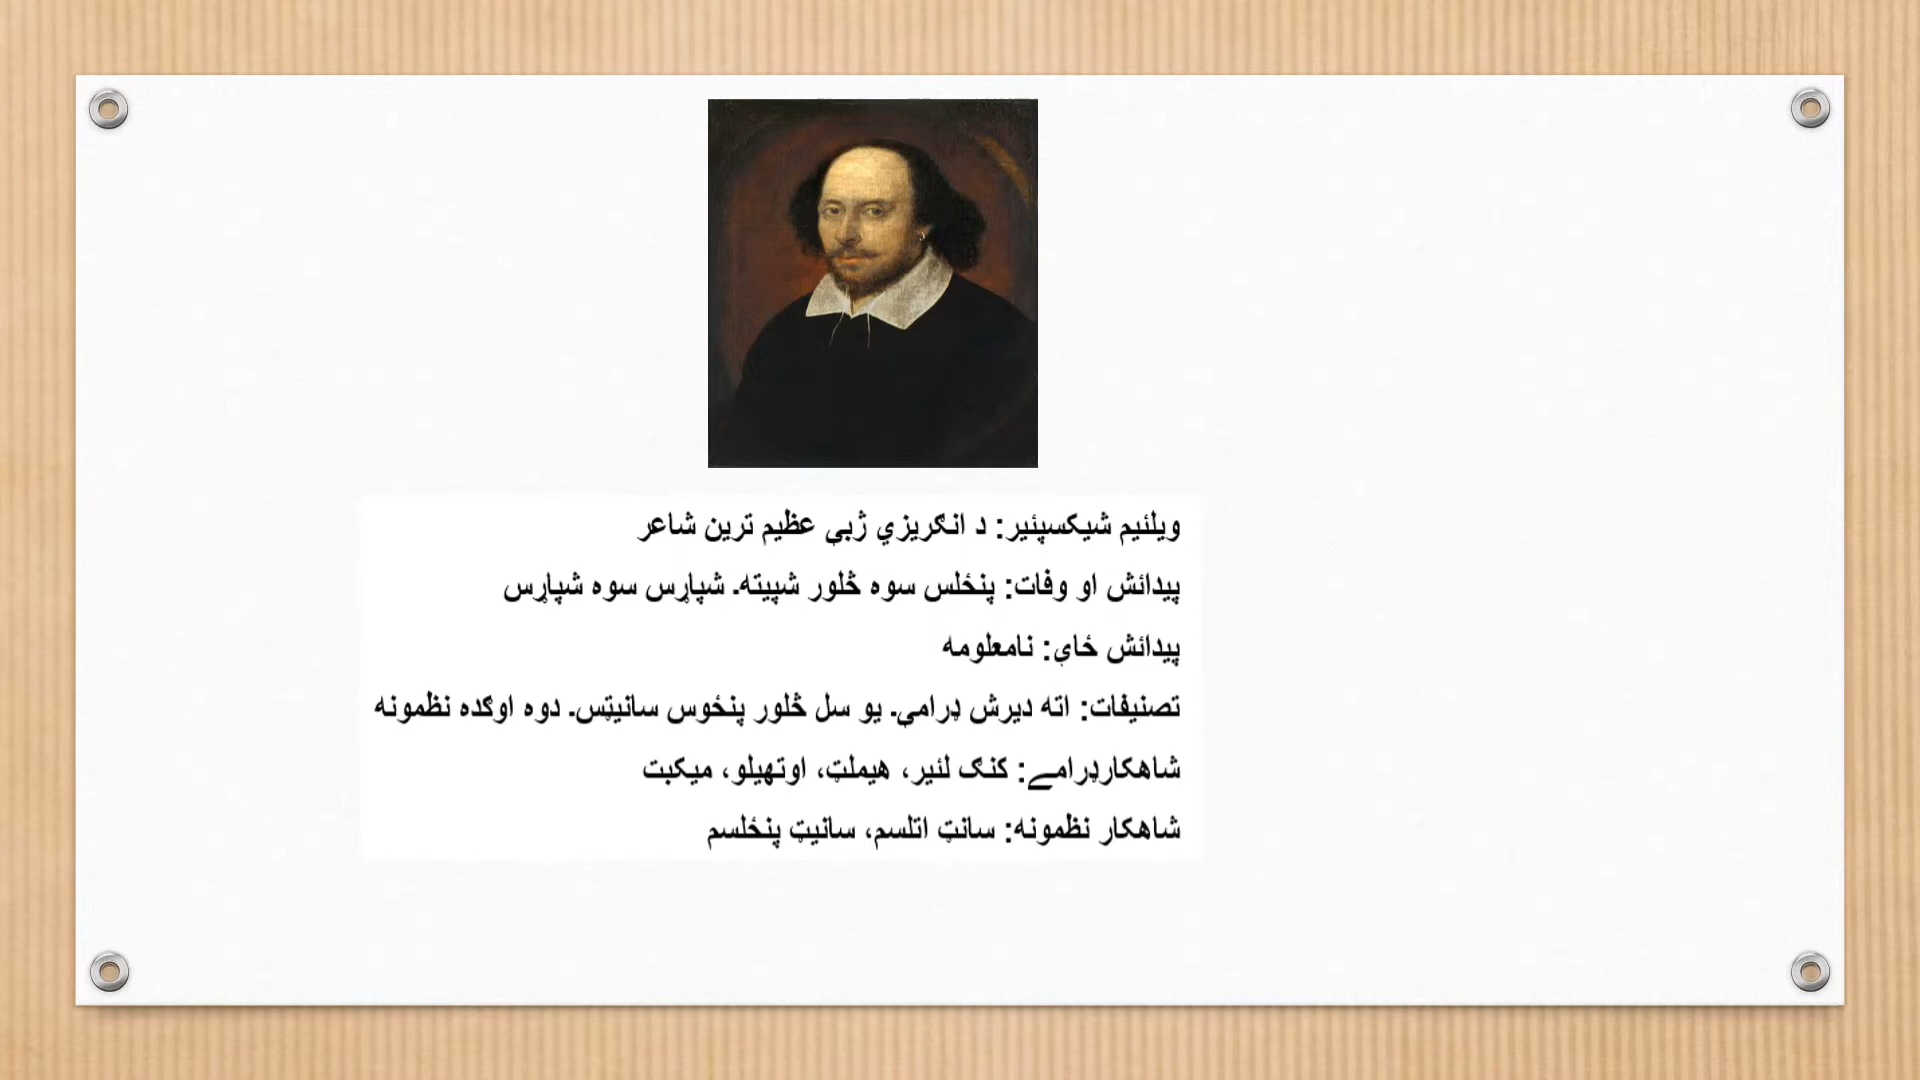 ویلئیم شیکسپئیر: د انګریزي ژبې عظیم ترین شاعر
پیدائش او وفات: پنځلس سوه څلور شپیته۔ شپاړس سوه شپاړس
پیدائش ځاې: نامعلومه
تصنیفات: اته دیرش ډرامې۔ یو سل څلور پنځوس سانیټس۔ دوه اوګده نظمونه
شاهکارډرامے: کنګ لئیر، هیملټ، اوتهیلو، میکبت
شاهکار نظمونه: سانټ اتلسم، سانیټ پنځلسم